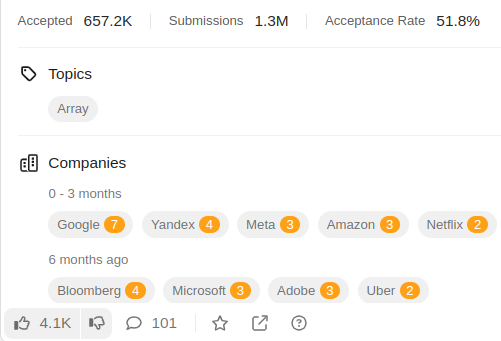 Accepted 657.2K Submissions 1.3M Acceptance Rate 51.8%
Topics
Array
Companies
0 - 3 months
Google 7 Yandex 4 Meta 3 Amazon 3 Netflix 2
6 months ago
Bloomberg 4 Microsoft 3 Adobe 3 Uber 2
4.1K 101